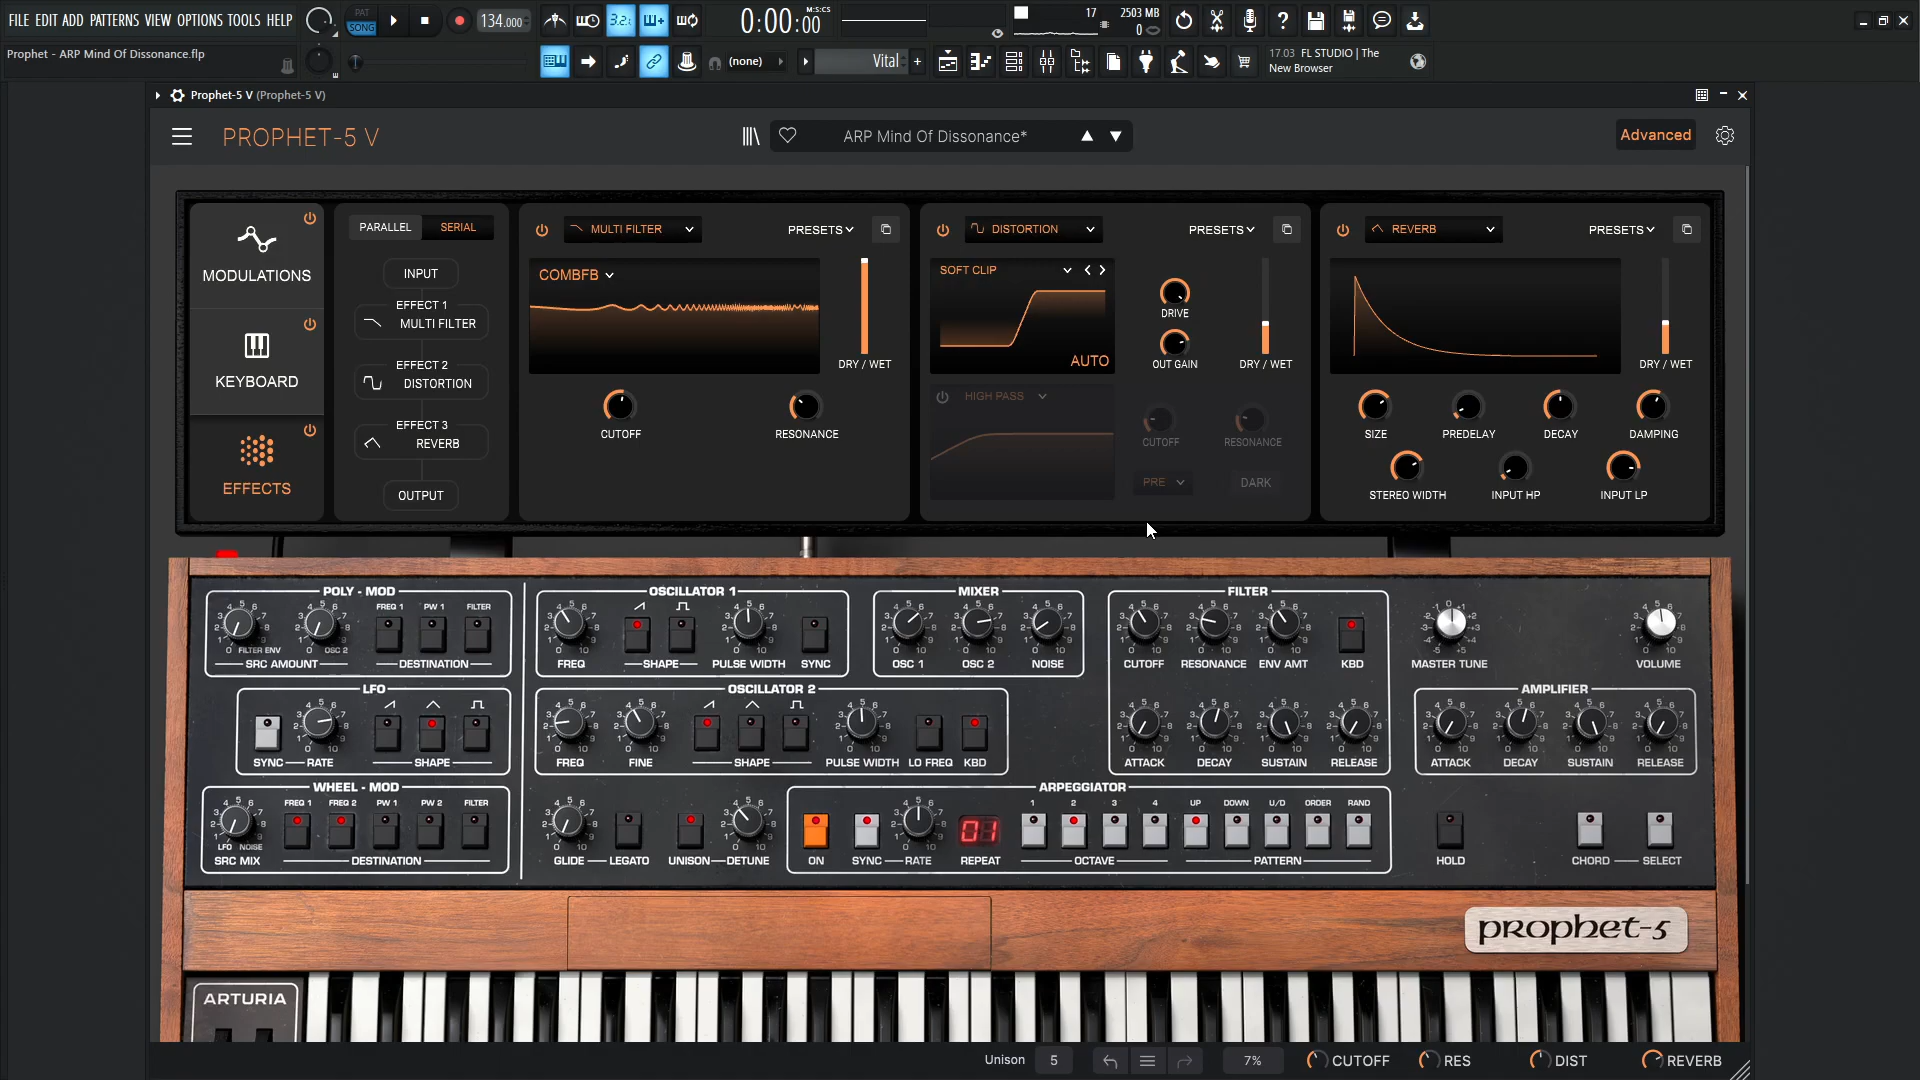 FILE EDIT ADD PATTERNS VIEW OPTIONS TOOLS HELP
PAT
SONG
134.000
3.2.
0:00:00
M:S:CS
17
2503 MB
0
Prophet - ARP Mind Of Dissonance.flp
(none)
Vital
17.03 FL STUDIO | The
New Browser
Prophet-5 V (Prophet-5 V)
PROPHET-5 V
ARP Mind Of Dissonance*
Advanced
MODULATIONS
KEYBOARD
EFFECTS
PARALLEL SERIAL
INPUT
EFFECT 1
MULTI FILTER
EFFECT 2
DISTORTION
EFFECT 3
REVERB
OUTPUT
MULTI FILTER
PRESETS
COMBFB
DRY / WET
CUTOFF
RESONANCE
DISTORTION
PRESETS
SOFT CLIP
AUTO
DRIVE
OUT GAIN
DRY / WET
HIGH PASS
CUTOFF
RESONANCE
PRE
DARK
REVERB
PRESETS
DRY / WET
SIZE
PREDELAY
DECAY
DAMPING
STEREO WIDTH
INPUT HP
INPUT LP
POLY - MOD
FREQ 1 PW 1 FILTER
FILTER ENV OSC 2
SRC AMOUNT DESTINATION
OSCILLATOR 1
FREQ SHAPE PULSE WIDTH SYNC
MIXER
OSC 1 OSC 2 NOISE
FILTER
CUTOFF RESONANCE ENV AMT KBD
ATTACK DECAY SUSTAIN RELEASE
MASTER TUNE
VOLUME
LFO
SYNC RATE SHAPE
OSCILLATOR 2
FREQ FINE SHAPE PULSE WIDTH LO FREQ KBD
AMPLIFIER
ATTACK DECAY SUSTAIN RELEASE
WHEEL - MOD
FREQ 1 FREQ 2 PW 1 PW 2 FILTER
LFO NOISE
SRC MIX DESTINATION
GLIDE LEGATO UNISON DETUNE
ARPEGGIATOR
1 2 3 4 UP DOWN U/D ORDER RAND
01
ON SYNC RATE REPEAT OCTAVE PATTERN
HOLD
CHORD SELECT
prophet-5
ARTURIA
Unison 5
7%
CUTOFF
RES
DIST
REVERB